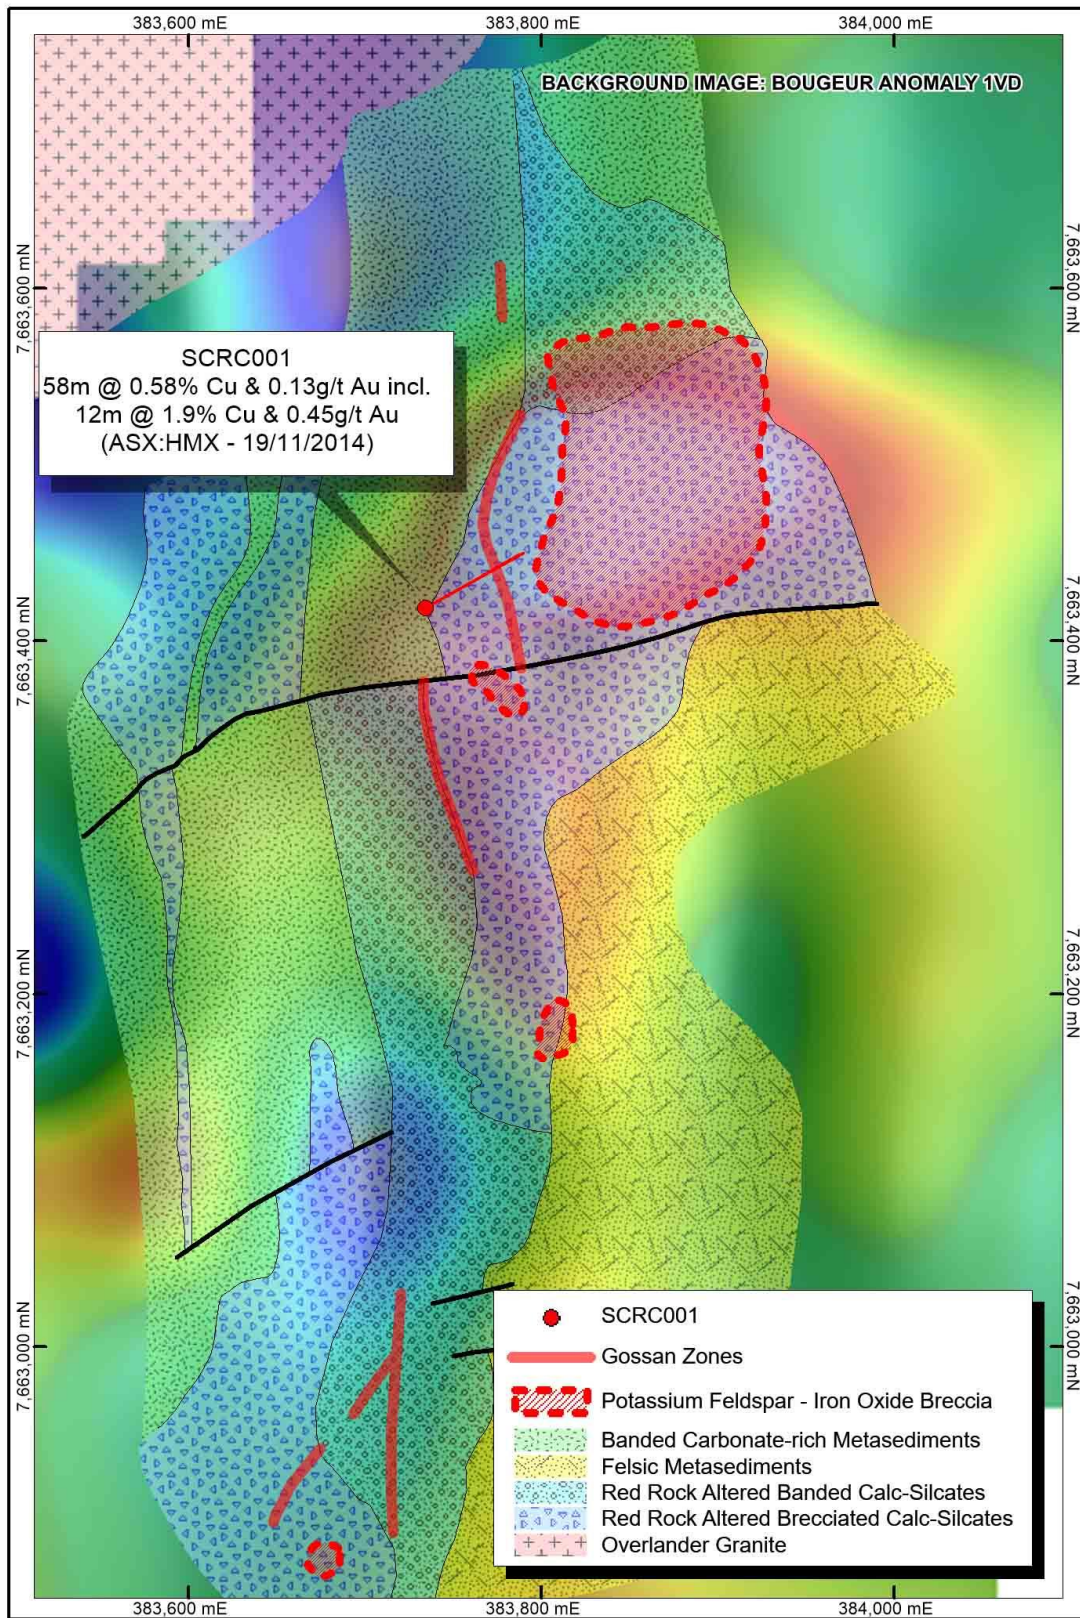 383,600 mE
383,800 mE
384,000 mE
BACKGROUND IMAGE: BOUGEUR ANOMALY 1VD
7,663,600 mN
7,663,600 mN
SCRC001
58m @ 0.58% Cu & 0.13g/t Au incl.
12m @ 1.9% Cu & 0.45g/t Au
(ASX:HMX - 19/11/2014)
7,663,400 mN
7,663,400 mN
7,663,200 mN
7,663,200 mN
7,663,000 mN
7,663,000 mN
SCRC001
Gossan Zones
Potassium Feldspar - Iron Oxide Breccia
Banded Carbonate-rich Metasediments
Felsic Metasediments
Red Rock Altered Banded Calc-Silcates
Red Rock Altered Brecciated Calc-Silicates
Overlander Granite
383,600 mE
383,800 mE
384,000 mE